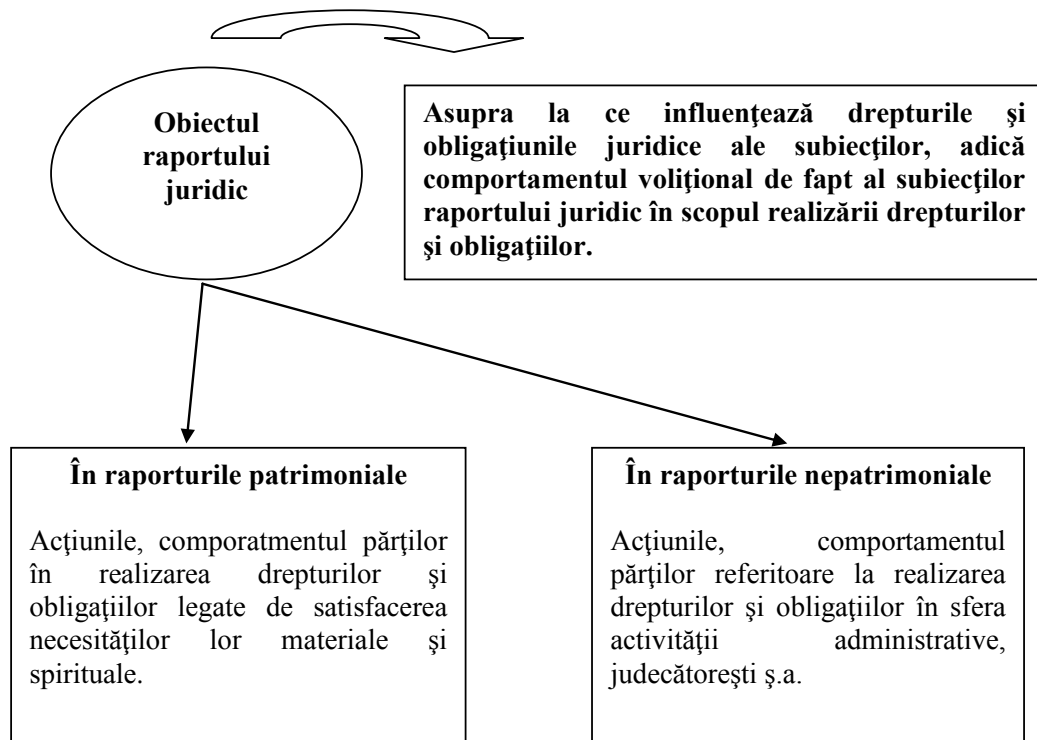 Obiectul
raportului
juridic
Asupra la ce influenţează drepturile şi
obligaţiunile juridice ale subiecţilor, adică
comportamentul voliţional de fapt al subiecţilor
raportului juridic în scopul realizării drepturilor
şi obligaţiilor.
În raporturile patrimoniale
Acţiunile, comporatmentul părţilor
în realizarea drepturilor şi
obligaţiilor legate de satisfacerea
necesităţilor lor materiale şi
spirituale.
În raporturile nepatrimoniale
Acţiunile, comportamentul
părţilor referitoare la realizarea
drepturilor şi obligaţiilor în sfera
activităţii administrative,
judecătoreşti ş.a.